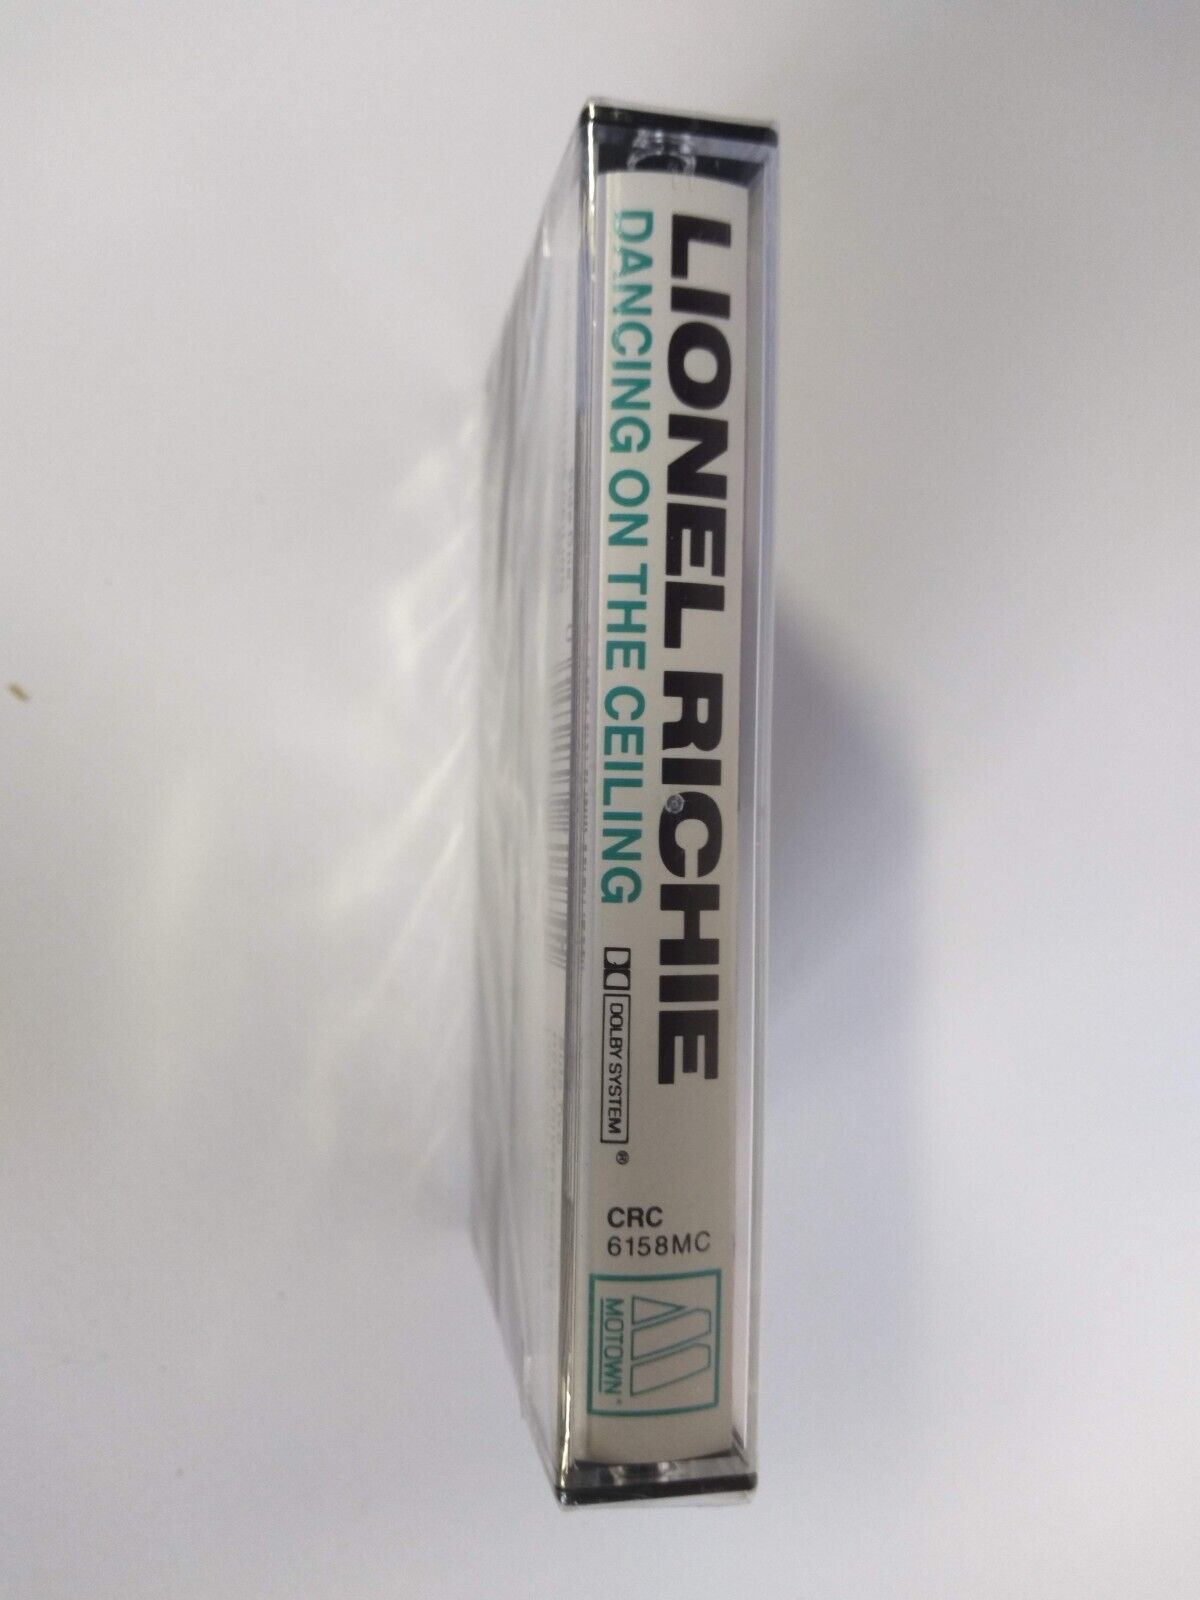 LIONEL RICHIE
DANCING ON THE CEILING
DOLBY SYSTEM ®
CRC
6158MC
MOTOWN